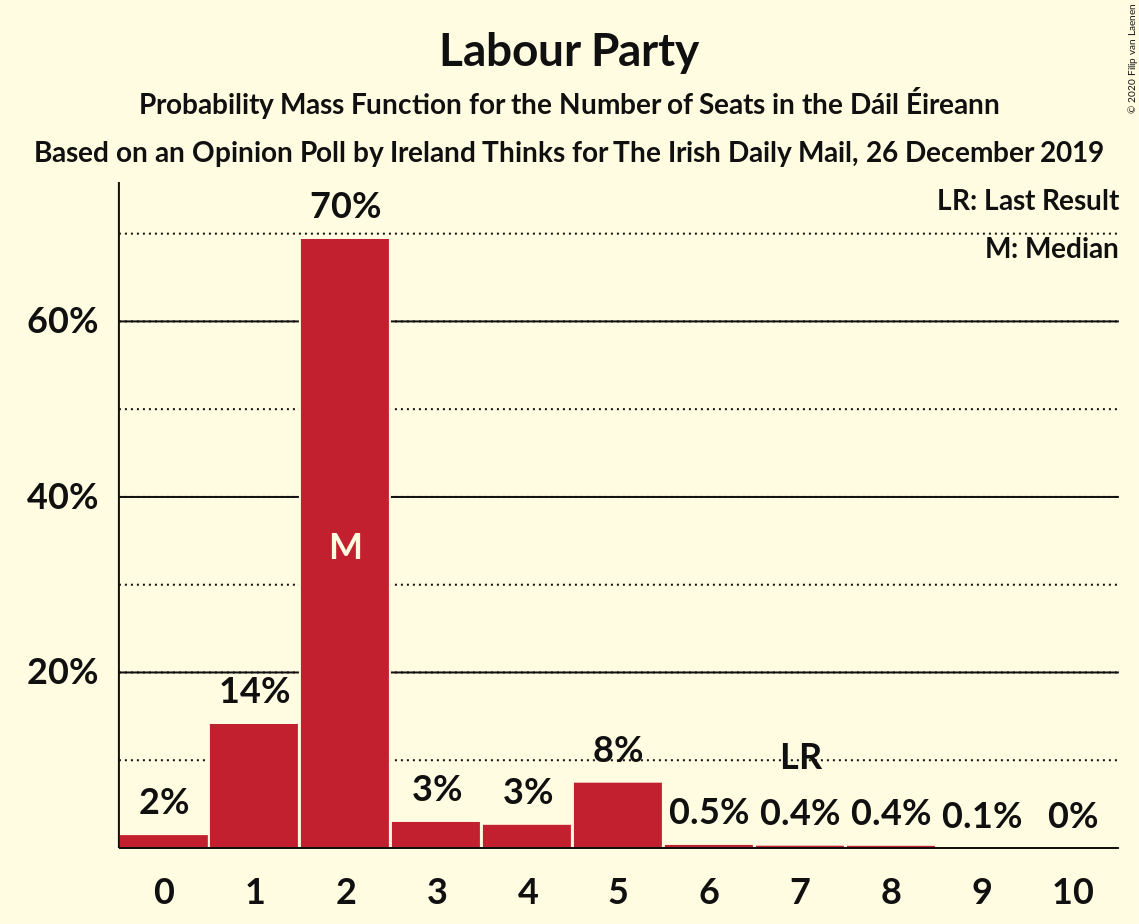 Labour Party
Probability Mass Function for the Number of Seats in the Dáil Éireann
Based on an Opinion Poll by Ireland Thinks for The Irish Daily Mail, 26 December 2019
© 2020 Filip van Laenen
LR: Last Result
M: Median
70%
60%
M
40%
20%
14%
8%
LR
2%
3%
3%
0.5%
0.4%
0.4%
0.1%
0%
0 1 2 3 4 5 6 7 8 9 10